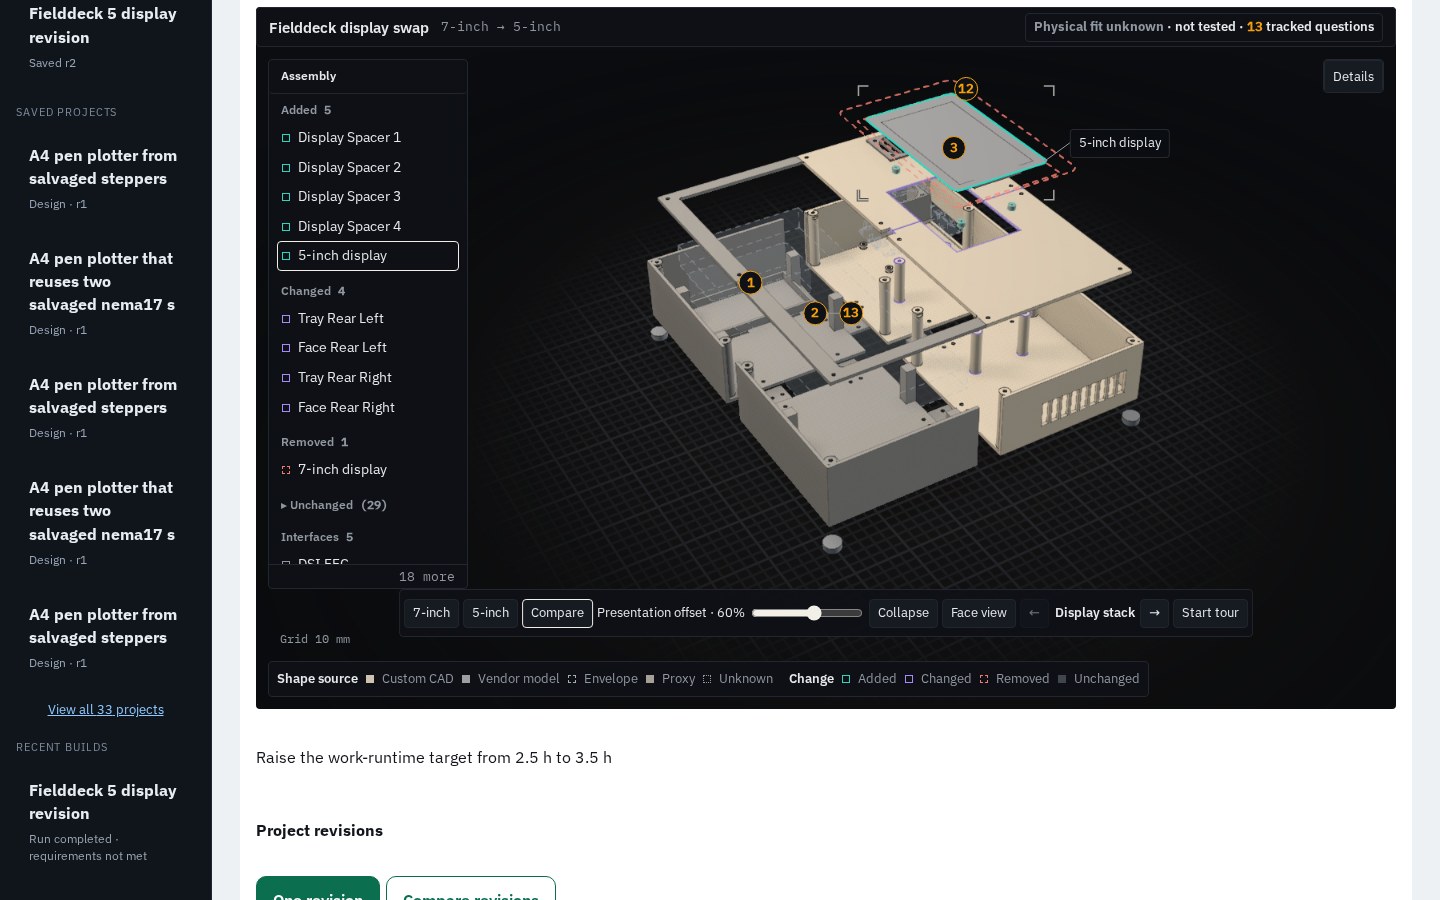 Fielddeck 5 display
revision
Saved r2
SAVED PROJECTS
A4 pen plotter from
salvaged steppers
Design · r1
A4 pen plotter that
reuses two
salvaged nema17 s
Design · r1
A4 pen plotter from
salvaged steppers
Design · r1
A4 pen plotter that
reuses two
salvaged nema17 s
Design · r1
A4 pen plotter from
salvaged steppers
Design · r1
View all 33 projects
RECENT BUILDS
Fielddeck 5 display
revision
Run completed ·
requirements not met
Fielddeck display swap 7-inch → 5-inch
Physical fit unknown · not tested · 13 tracked questions
Assembly
Added 5
Display Spacer 1
Display Spacer 2
Display Spacer 3
Display Spacer 4
5-inch display
Changed 4
Tray Rear Left
Face Rear Left
Tray Rear Right
Face Rear Right
Removed 1
7-inch display
▸ Unchanged (29)
Interfaces 5
DSI FFC
18 more
Details
12
3
5-inch display
1
2
13
7-inch 5-inch Compare Presentation offset · 60% Collapse Face view ← Display stack → Start tour
Grid 10 mm
Shape source Custom CAD Vendor model Envelope Proxy Unknown Change Added Changed Removed Unchanged
Raise the work-runtime target from 2.5 h to 3.5 h
Project revisions
One revision Compare revisions